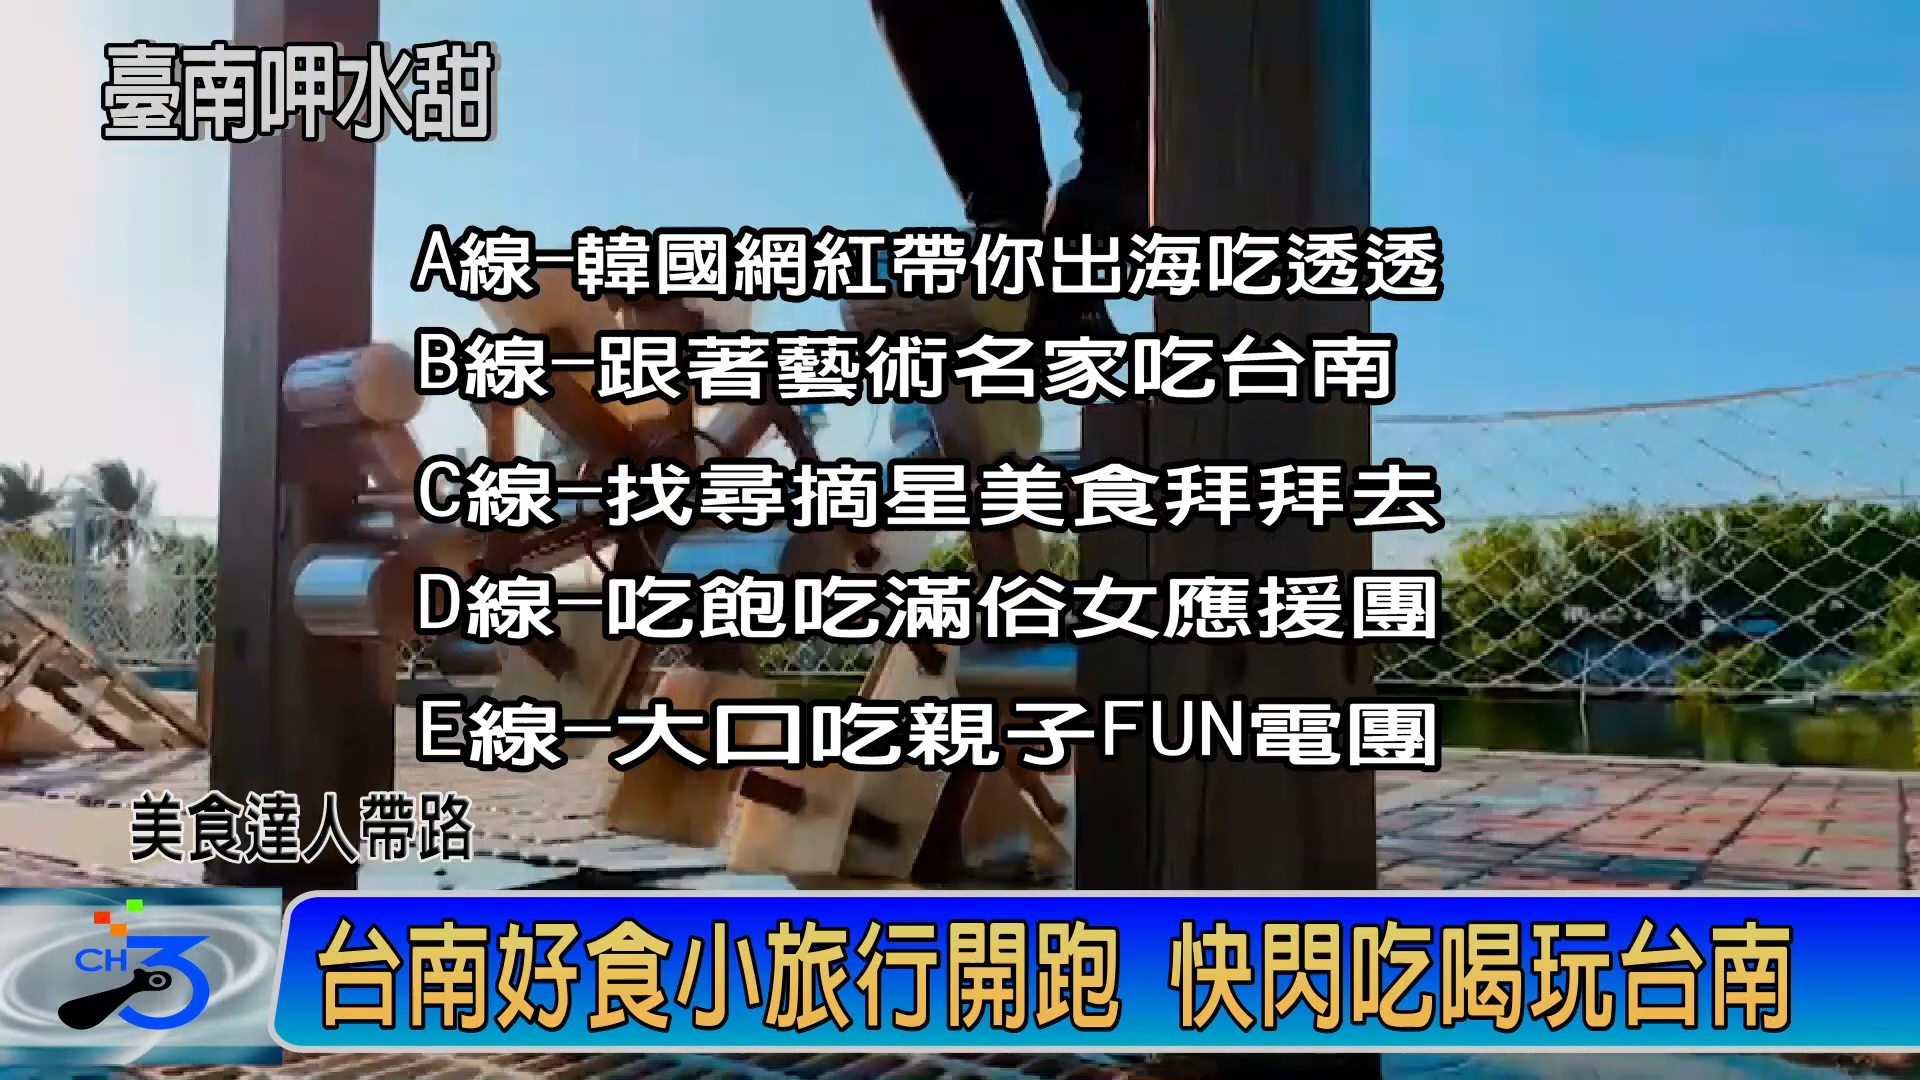 臺南呷水甜
A線-韓國網紅帶你出海吃透透
B線-跟著藝術名家吃台南
C線-找尋摘星美食拜拜去
D線-吃飽吃滿俗女應援團
E線-大口吃親子FUN電團
美食達人帶路
CH3
台南好食小旅行開跑 快閃吃喝玩台南